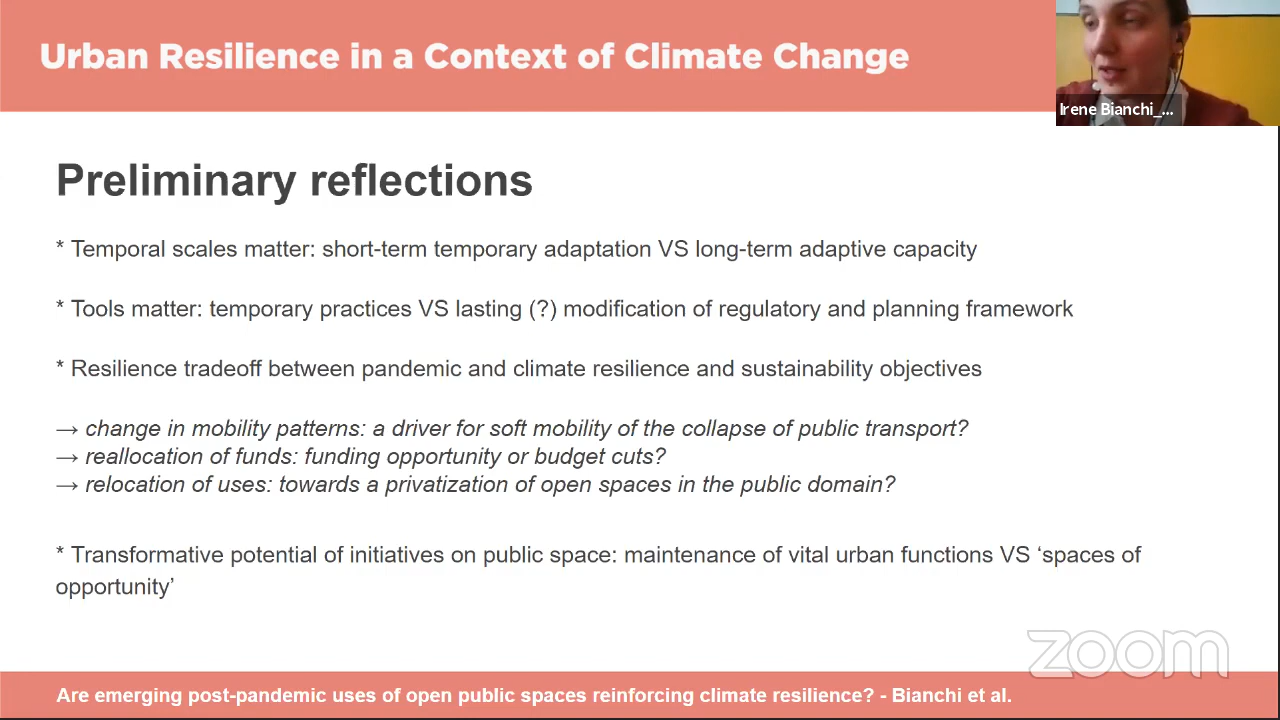 Urban Resilience in a Context of Climate Change
Irene Bianchi_...
Preliminary reflections
* Temporal scales matter: short-term temporary adaptation VS long-term adaptive capacity
* Tools matter: temporary practices VS lasting (?) modification of regulatory and planning framework
* Resilience tradeoff between pandemic and climate resilience and sustainability objectives
→ change in mobility patterns: a driver for soft mobility of the collapse of public transport?
→ reallocation of funds: funding opportunity or budget cuts?
→ relocation of uses: towards a privatization of open spaces in the public domain?
* Transformative potential of initiatives on public space: maintenance of vital urban functions VS ‘spaces of
opportunity’
zoom
Are emerging post-pandemic uses of open public spaces reinforcing climate resilience? - Bianchi et al.